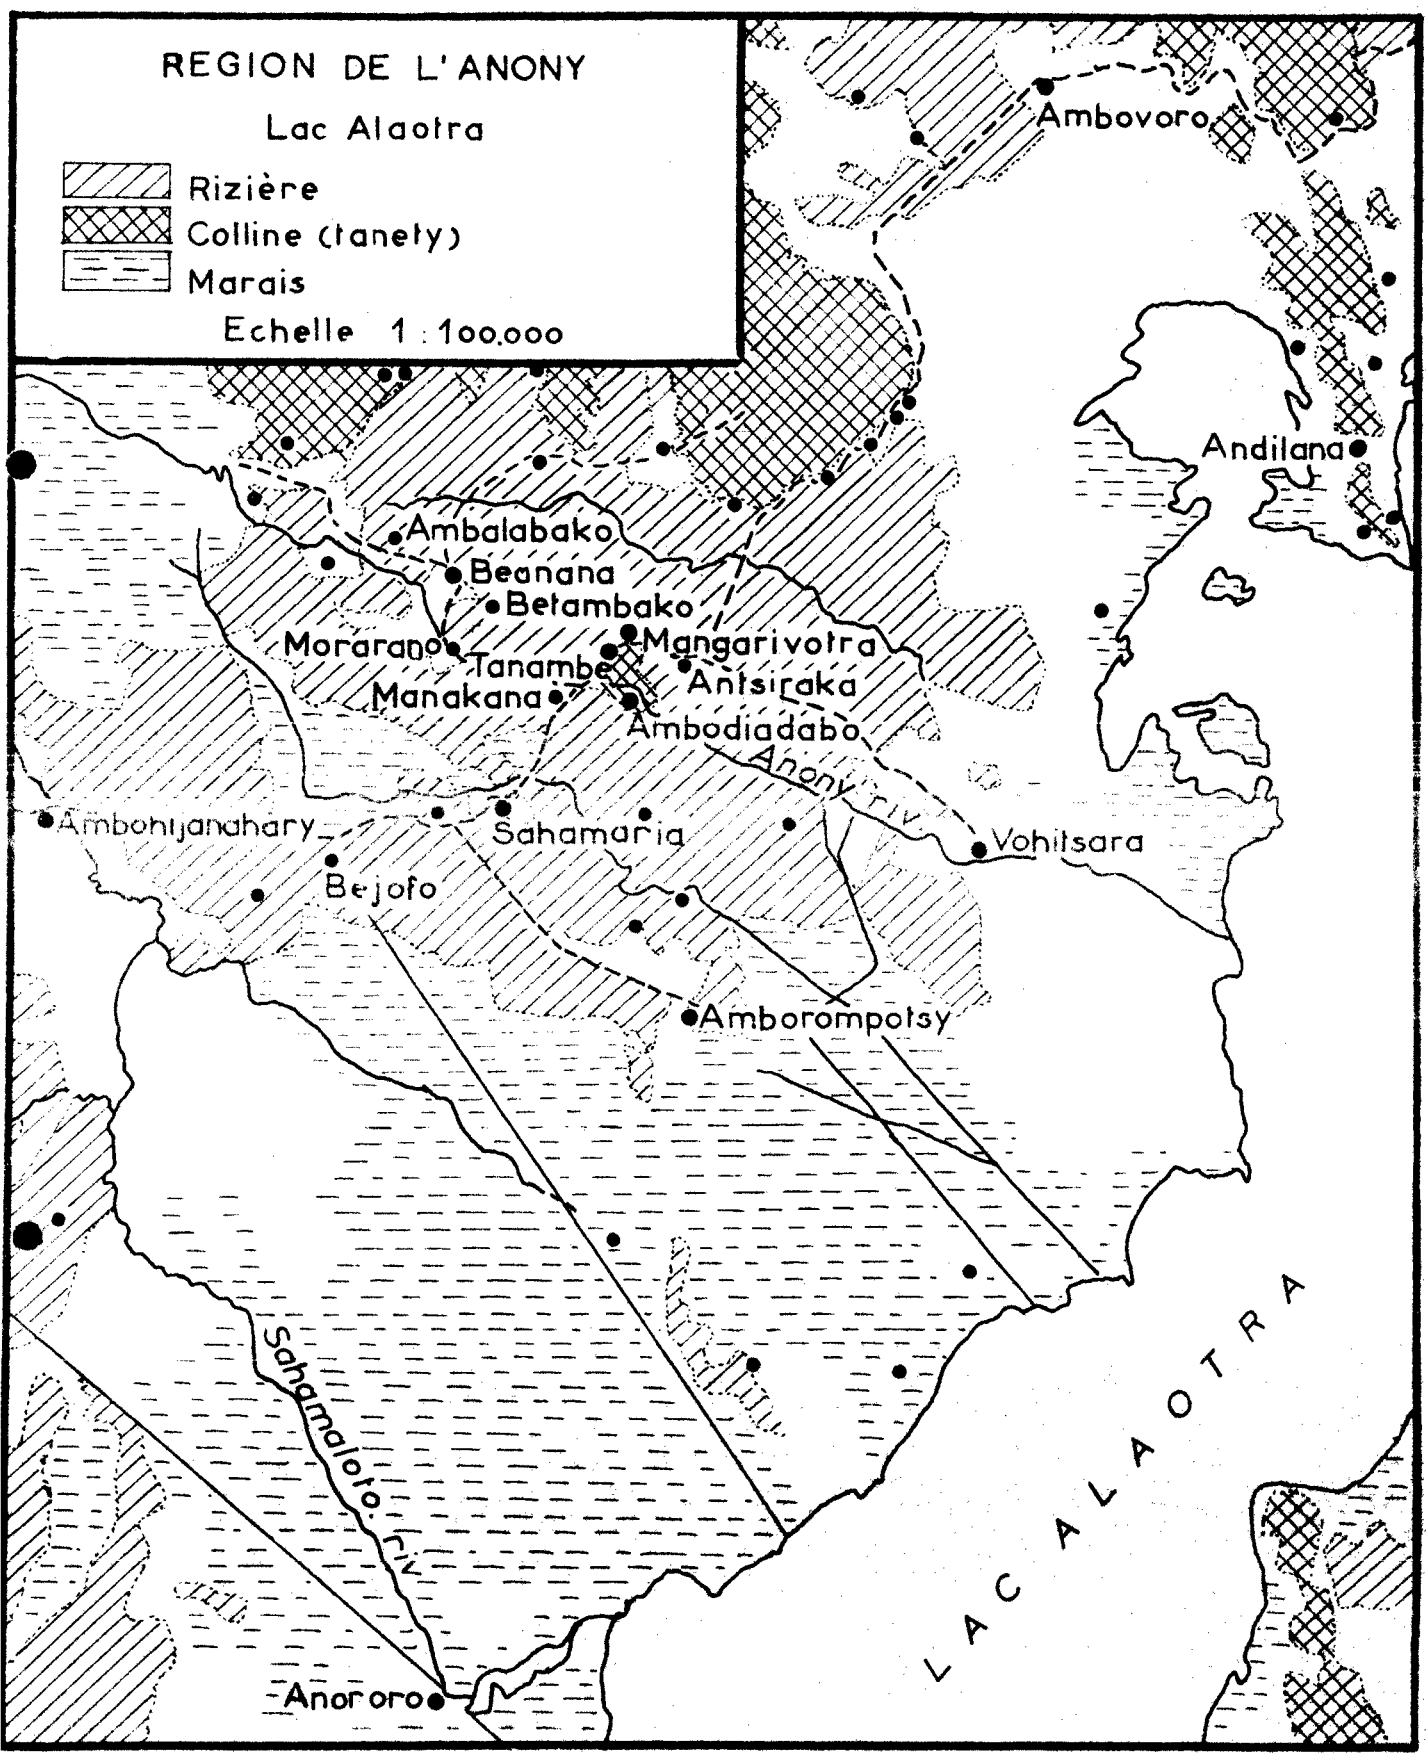 REGION DE L'ANONY
Lac Alaotra
Rizière
Colline (tanety)
Marais
Echelle 1 : 100.000
Ambovoro
Andilana
Ambalabako
Beanana
Betambako
Morarano
Mangarivotra
Tanambe
Antsiraka
Manakana
Ambodiadabo
Anony riv
Ambohijanahary
Sahamaria
Vohitsara
Bejofo
Amborompotsy
Sahamaloto. riv
LAC ALAOTRA
Anororo